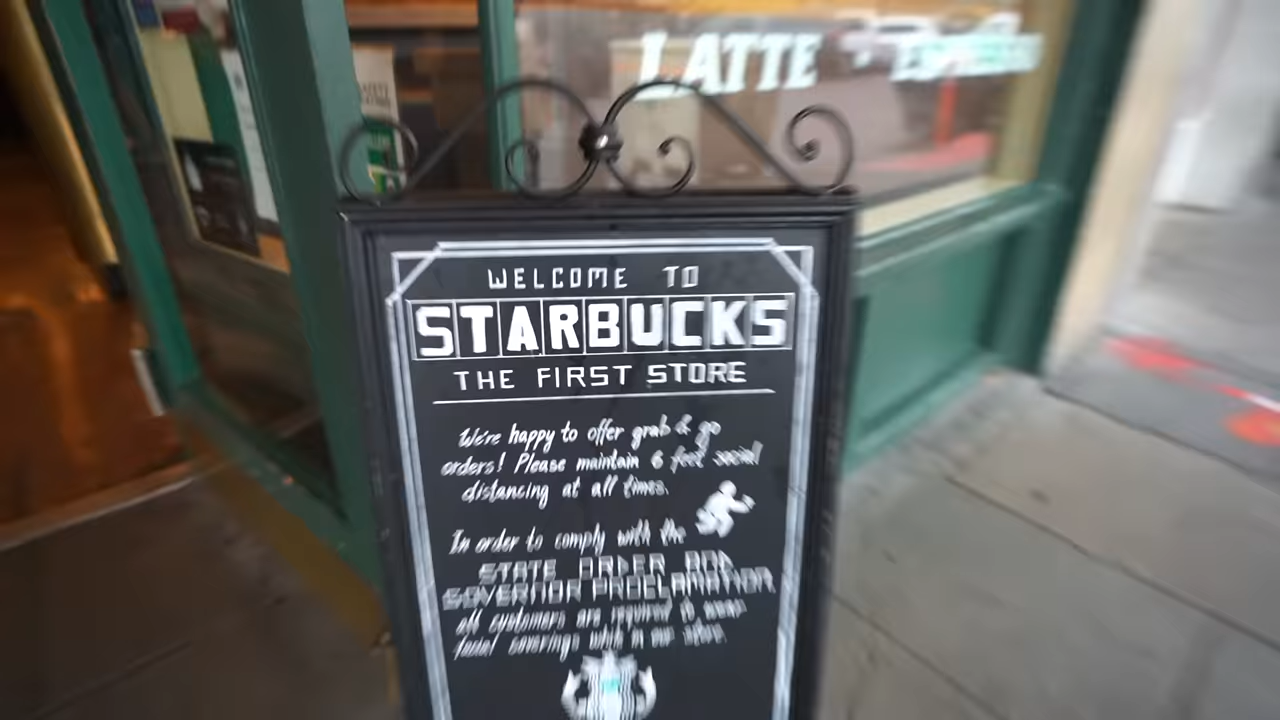 LATTE
WELCOME TO
STARBUCKS
THE FIRST STORE
We're happy to offer grab & go
orders! Please maintain 6 feet social
distancing at all times.
In order to comply with the
STATE ORDER AND
GOVERNOR PROCLAMATION,
all customers are required to wear
facial coverings while in our store.